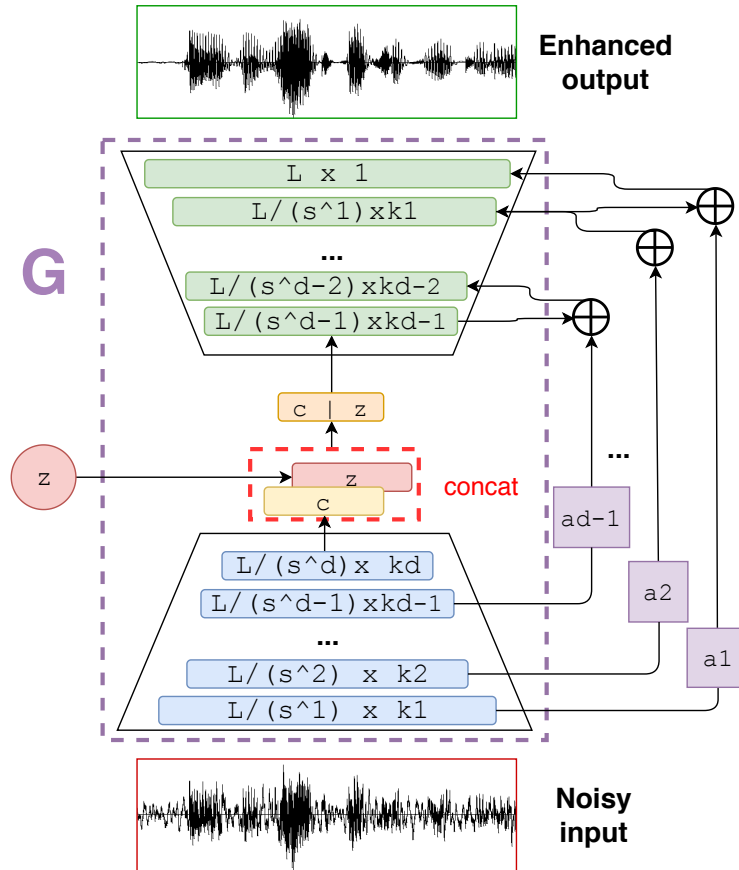 Enhanced
output
L x 1
L/(s^1)xk1
...
G
L/(s^d-2)xkd-2
L/(s^d-1)xkd-1
c | z
z
z
concat
c
...
ad-1
L/(s^d)x kd
L/(s^d-1)xkd-1
a2
...
a1
L/(s^2) x k2
L/(s^1) x k1
Noisy
input